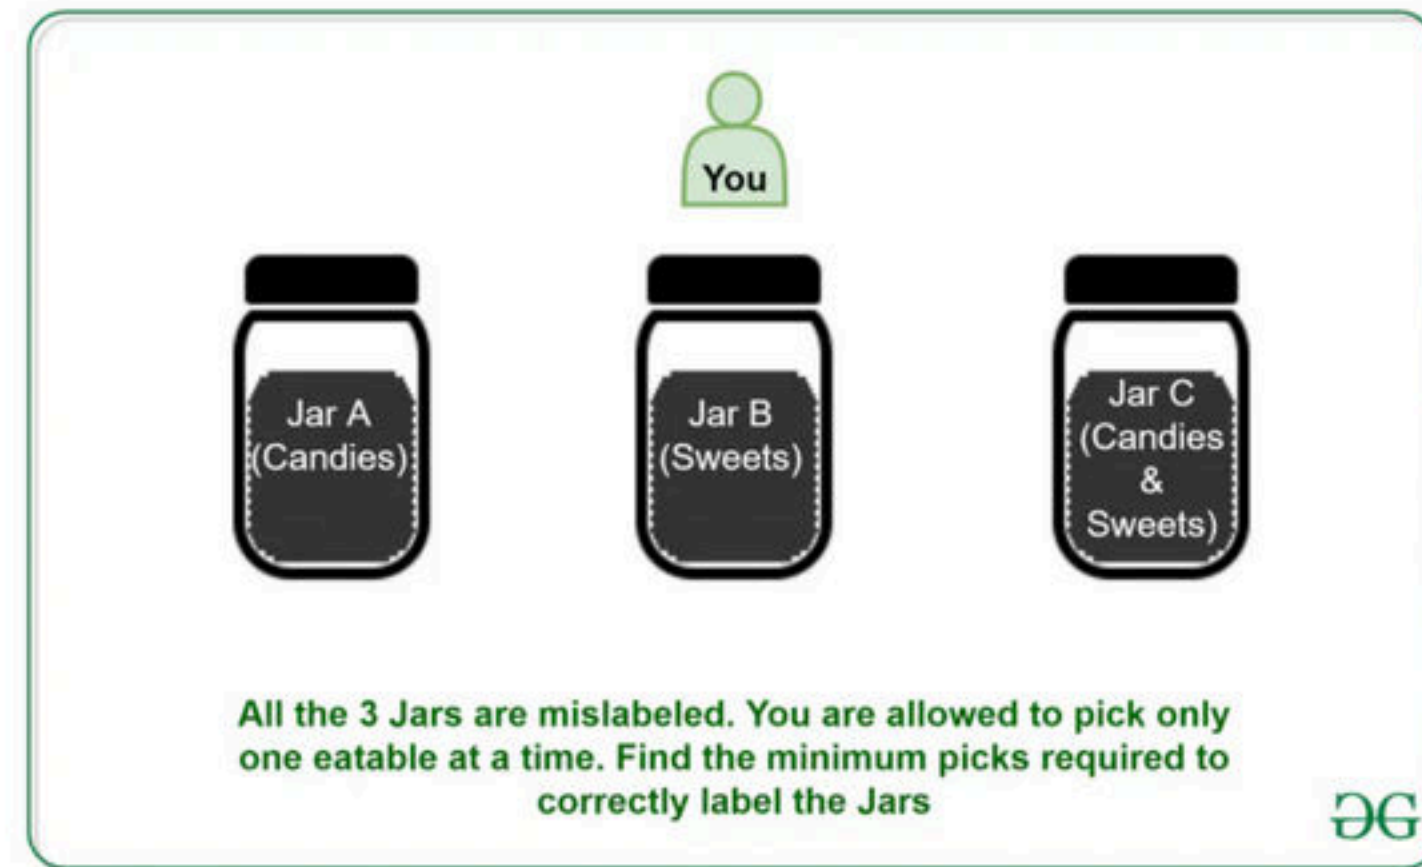 You
Jar A
(Candies)
Jar B
(Sweets)
Jar C
(Candies
&
Sweets)
All the 3 Jars are mislabeled. You are allowed to pick only
one eatable at a time. Find the minimum picks required to
correctly label the Jars